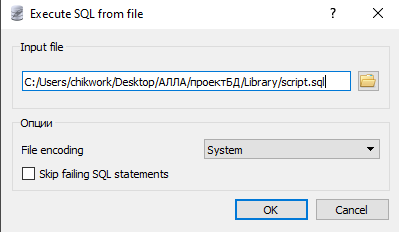 Execute SQL from file
Input file
C:/Users/chikwork/Desktop/АЛЛА/проектБД/Library/script.sql
Опции
File encoding
System
Skip failing SQL statements
OK
Cancel